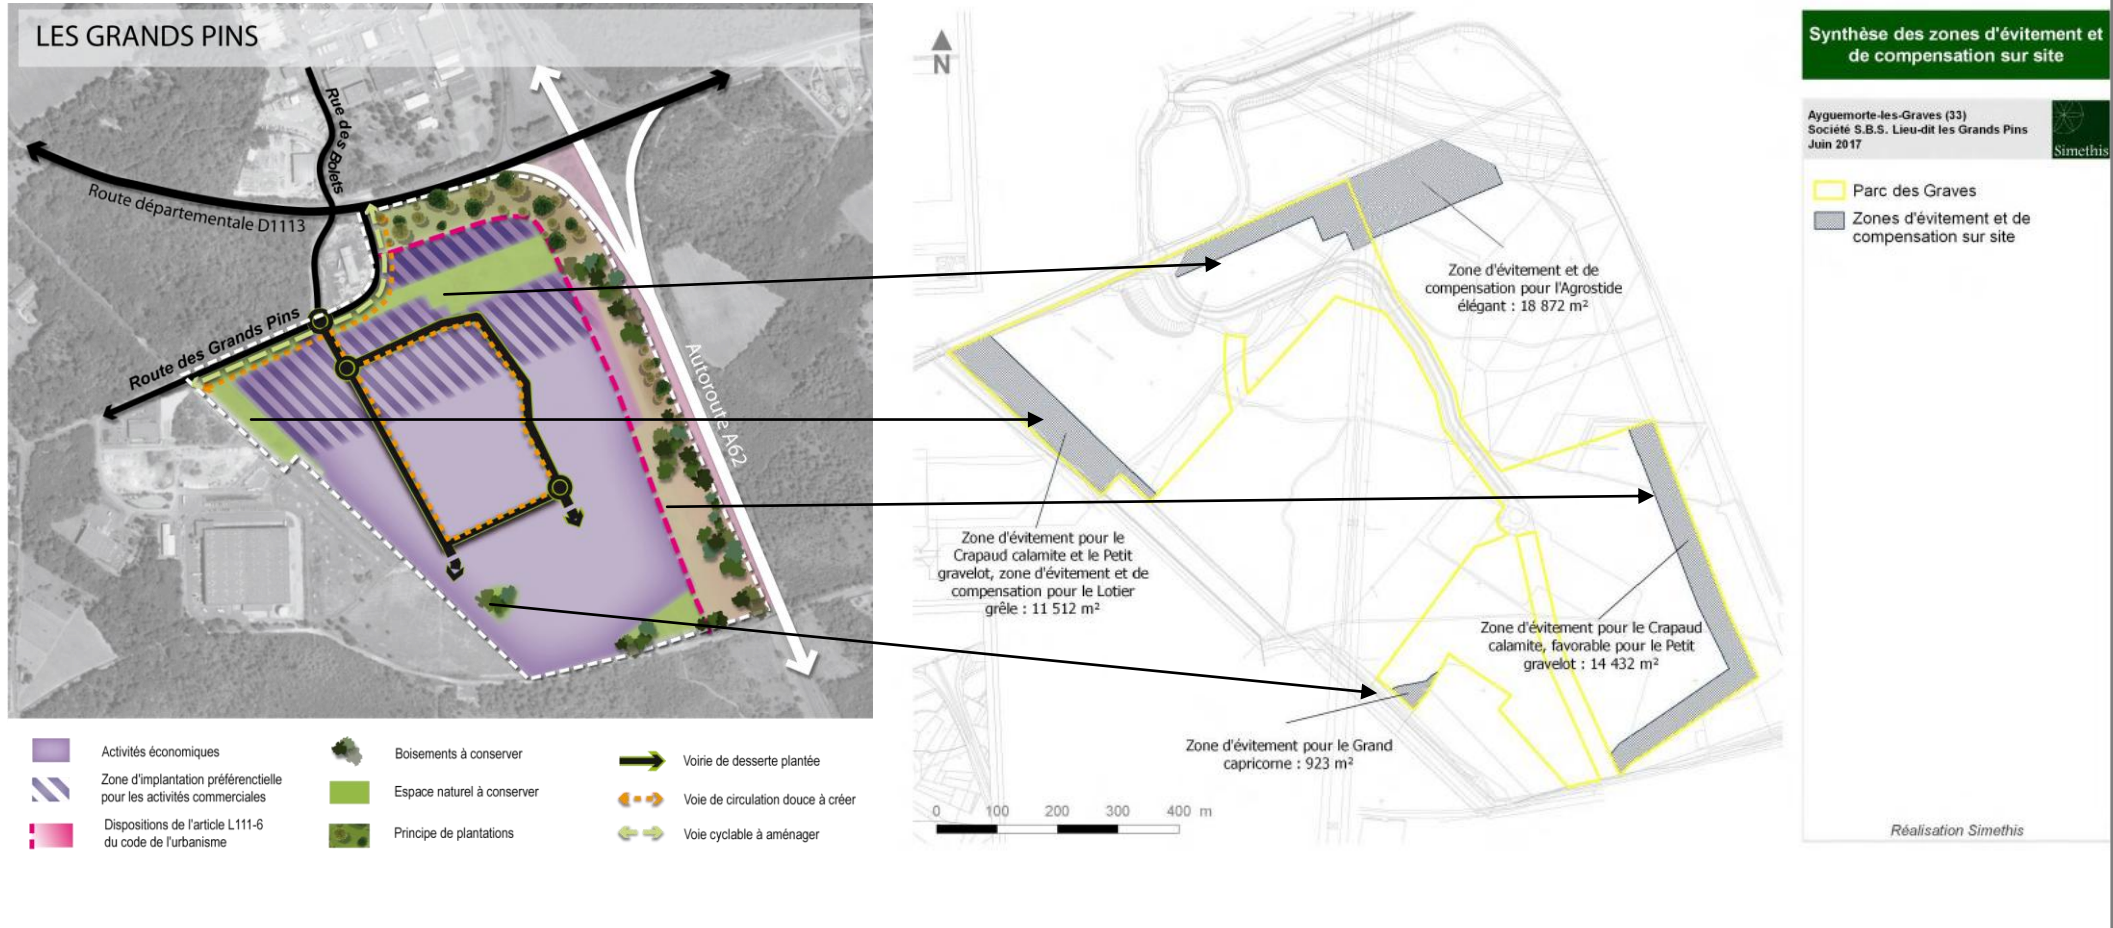 LES GRANDS PINS
Rue des Bolets
Route départementale D1113
Route des Grands Pins
Autoroute A62
Activités économiques
Zone d'implantation préférencielle
pour les activités commerciales
Dispositions de l'article L111-6
du code de l'urbanisme
Boisements à conserver
Espace naturel à conserver
Principe de plantations
Voirie de desserte plantée
Voie de circulation douce à créer
Voie cyclable à aménager
N
Zone d'évitement et de
compensation pour l'Agrostide
élégant : 18 872 m²
Zone d'évitement pour le
Crapaud calamite et le Petit
gravelot, zone d'évitement et de
compensation pour le Lotier
grêle : 11 512 m²
Zone d'évitement pour le Crapaud
calamite, favorable pour le Petit
gravelot : 14 432 m²
Zone d'évitement pour le Grand
capricorne : 923 m²
0 100 200 300 400 m
Synthèse des zones d'évitement et
de compensation sur site
Ayguemorte-les-Graves (33)
Société S.B.S. Lieu-dit les Grands Pins
Juin 2017
Simethis
Parc des Graves
Zones d'évitement et de
compensation sur site
Réalisation Simethis